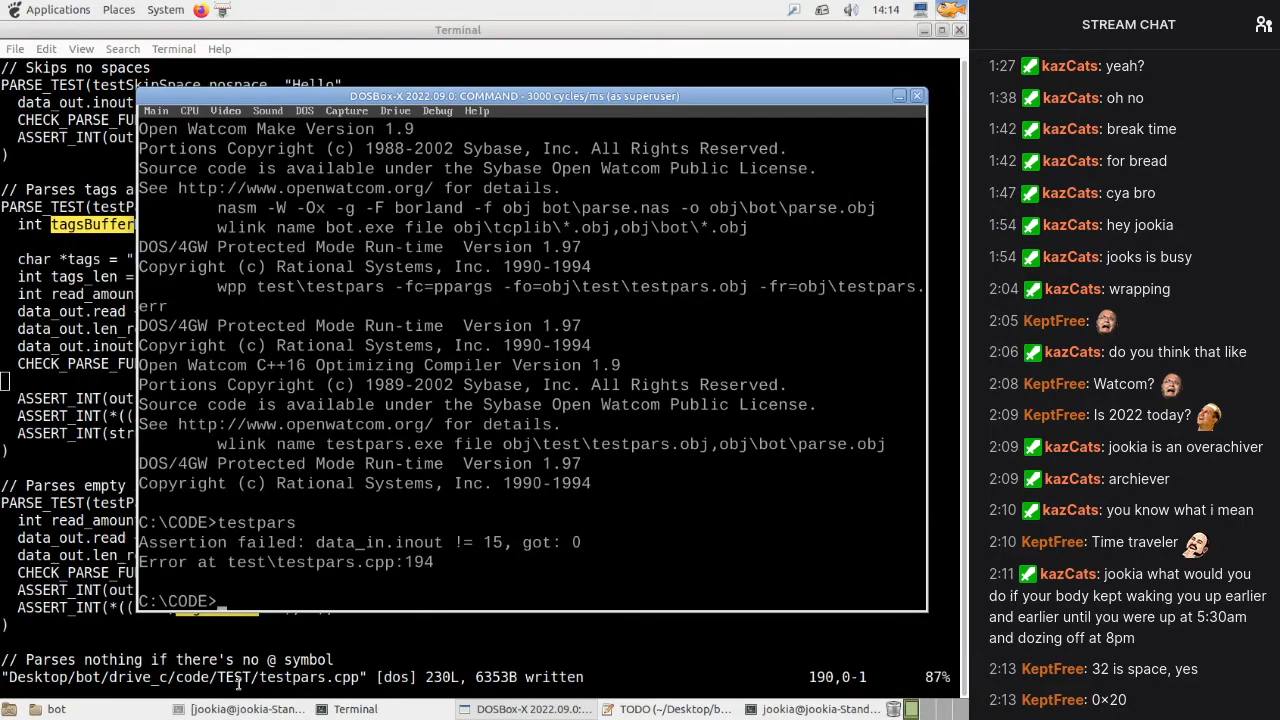 Applications Places System 14:14
Terminal
File Edit View Search Terminal Help
// Skips no spaces
PARSE_TEST(testSkipSpace_nospace, "Hello",
data_out.inout
CHECK_PARSE_FU
ASSERT_INT(out
)
// Parses tags a
PARSE_TEST(testP
int tagsBuffer
char *tags = "
int tags_len =
int read_amoun
data_out.read
data_out.len_r
data_out.inout
CHECK_PARSE_FU
ASSERT_INT(out
ASSERT_INT(*((
ASSERT_INT(str
)
// Parses empty
PARSE_TEST(testP
int read_amoun
data_out.read
data_out.len_r
CHECK_PARSE_FU
ASSERT_INT(out
ASSERT_INT(*((
)
// Parses nothing if there's no @ symbol
"Desktop/bot/drive_c/code/TEST/testpars.cpp" [dos] 230L, 6353B written 190,0-1 87%
DOSBox-X 2022.09.0: COMMAND - 3000 cycles/ms (as superuser)
Main CPU Video Sound DOS Capture Drive Debug Help
Open Watcom Make Version 1.9
Portions Copyright (c) 1988-2002 Sybase, Inc. All Rights Reserved.
Source code is available under the Sybase Open Watcom Public License.
See http://www.openwatcom.org/ for details.
nasm -W -Ox -g -F borland -f obj bot\parse.nas -o obj\bot\parse.obj
wlink name bot.exe file obj\tcplib\*.obj,obj\bot\*.obj
DOS/4GW Protected Mode Run-time Version 1.97
Copyright (c) Rational Systems, Inc. 1990-1994
wpp test\testpars -fc=ppargs -fo=obj\test\testpars.obj -fr=obj\testpars.
err
DOS/4GW Protected Mode Run-time Version 1.97
Copyright (c) Rational Systems, Inc. 1990-1994
Open Watcom C++16 Optimizing Compiler Version 1.9
Portions Copyright (c) 1989-2002 Sybase, Inc. All Rights Reserved.
Source code is available under the Sybase Open Watcom Public License.
See http://www.openwatcom.org/ for details.
wlink name testpars.exe file obj\test\testpars.obj,obj\bot\parse.obj
DOS/4GW Protected Mode Run-time Version 1.97
Copyright (c) Rational Systems, Inc. 1990-1994
C:\CODE>testpars
Assertion failed: data_in.inout != 15, got: 0
Error at test\testpars.cpp:194
C:\CODE>_
bot [jookia@jookia-Stan... Terminal DOSBox-X 2022.09.0:... TODO (~/Desktop/b... jookia@jookia-Stand...
STREAM CHAT
1:27 kazCats: yeah?
1:38 kazCats: oh no
1:42 kazCats: break time
1:42 kazCats: for bread
1:47 kazCats: cya bro
1:54 kazCats: hey jookia
1:54 kazCats: jooks is busy
2:04 kazCats: wrapping
2:05 KeptFree:
2:06 kazCats: do you think that like
2:08 KeptFree: Watcom?
2:09 KeptFree: Is 2022 today?
2:09 kazCats: jookia is an overachiver
2:09 kazCats: archiever
2:10 kazCats: you know what i mean
2:10 KeptFree: Time traveler
2:11 kazCats: jookia what would you
do if your body kept waking you up earlier
and earlier until you were up at 5:30am
and dozing off at 8pm
2:13 KeptFree: 32 is space, yes
2:13 KeptFree: 0x20